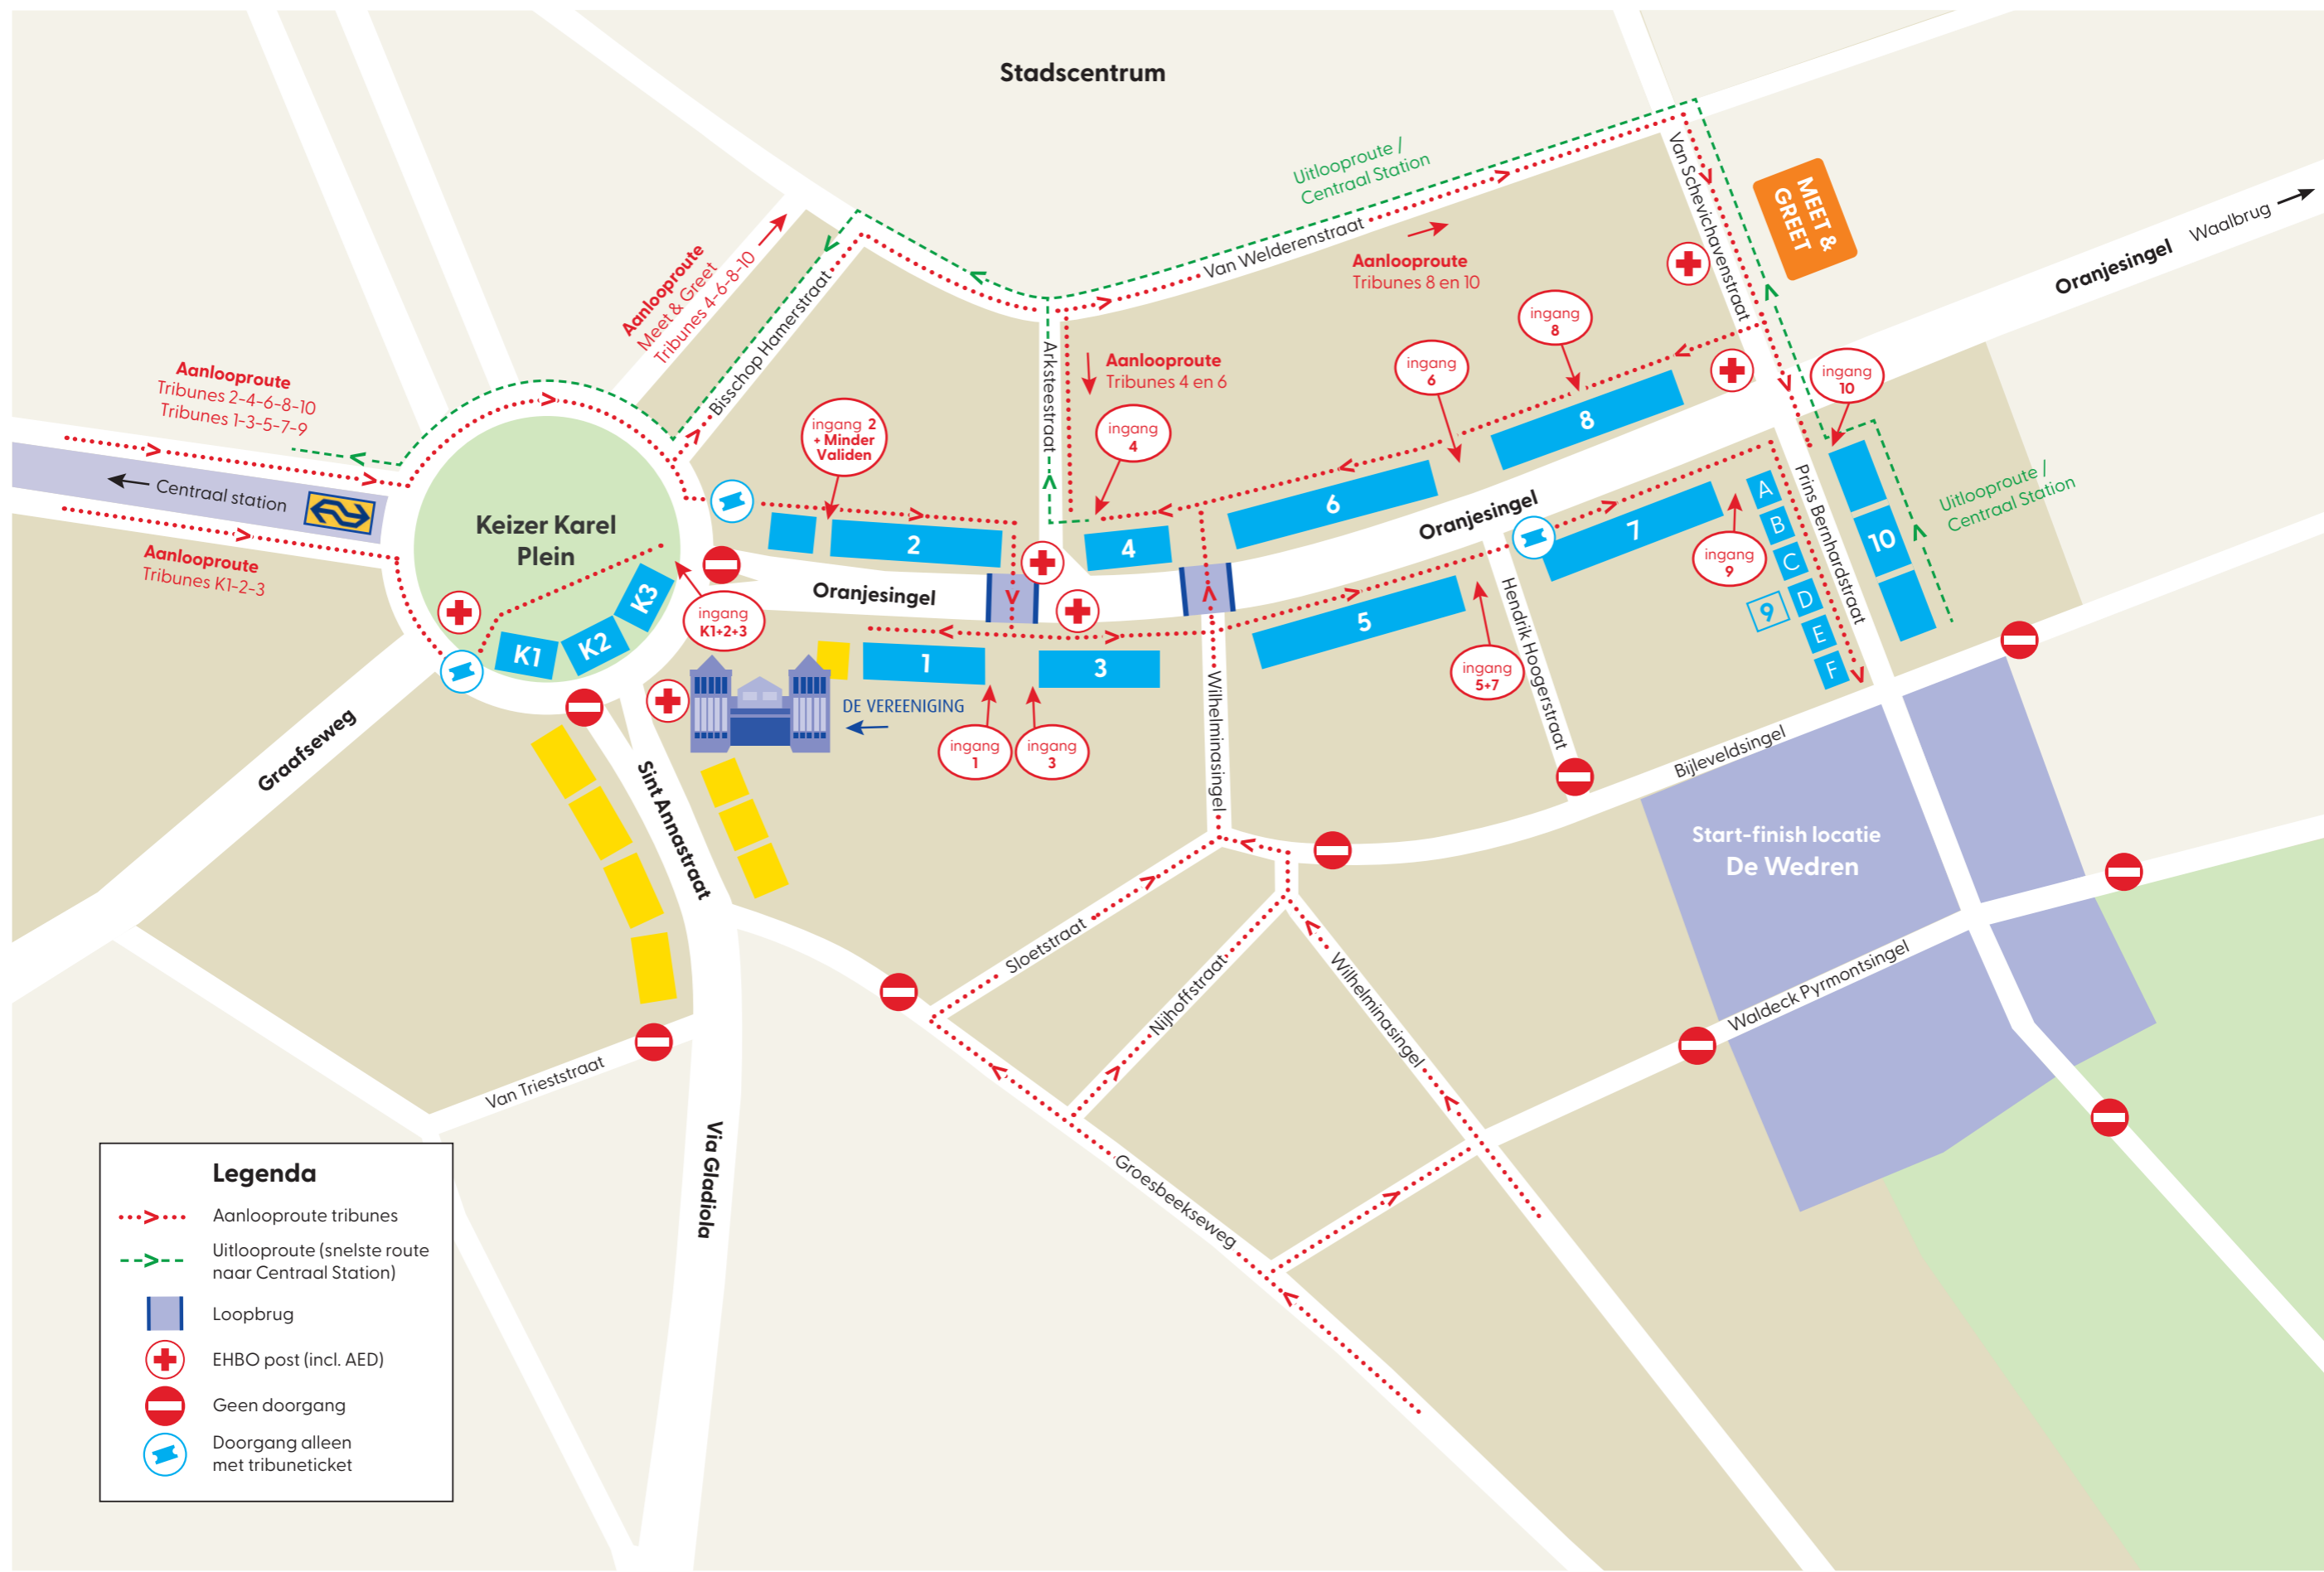 Stadscentrum
Uitlooproute /
Centraal Station
Van Welderenstraat
Aanlooproute
Tribunes 8 en 10
Van Schevichavenstraat
MEET &
GREET
Oranjesingel
Waalbrug
Aanlooproute
Meet & Greet
Tribunes 4-6-8-10
Bisschop Hamerstraat
Aanlooproute
Tribunes 2-4-6-8-10
Tribunes 1-3-5-7-9
Centraal station
Aanlooproute
Tribunes K1-2-3
Keizer Karel
Plein
K1
K2
K3
ingang
K1+2+3
ingang 2
+ Minder
Validen
2
Arksteestraat
Aanlooproute
Tribunes 4 en 6
ingang
4
4
ingang
6
6
ingang
8
8
ingang
10
10
Uitlooproute /
Centraal Station
Oranjesingel
Oranjesingel
1
3
5
7
ingang
9
A
B
C
D
E
F
9
Prins Bernhardstraat
ingang
5+7
Hendrik Hoogerstraat
DE VEREENIGING
ingang
1
ingang
3
Wilhelminasingel
Bijleveldsingel
Start-finish locatie
De Wedren
Graafseweg
Sint Annastraat
Sloetstraat
Nijhoffstraat
Wilhelminasingel
Waldeck Pyrmontsingel
Van Trieststraat
Via Gladiola
Groesbeekseweg
Legenda
Aanlooproute tribunes
Uitlooproute (snelste route
naar Centraal Station)
Loopbrug
EHBO post (incl. AED)
Geen doorgang
Doorgang alleen
met tribuneticket